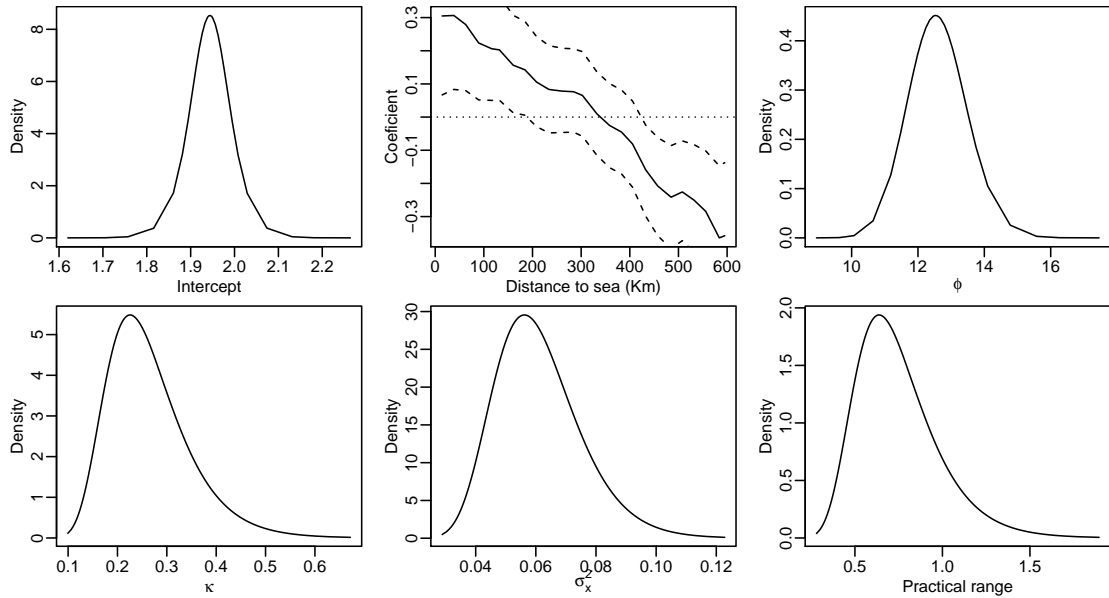 Density
0 2 4 6 8
1.6 1.7 1.8 1.9 2.0 2.1 2.2
Intercept
Coeficient
−0.3 −0.1 0.1 0.3
0 100 200 300 400 500 600
Distance to sea (Km)
Density
0.0 0.1 0.2 0.3 0.4
10 12 14 16
ϕ
Density
0 1 2 3 4 5
0.1 0.2 0.3 0.4 0.5 0.6
κ
Density
0 5 10 15 20 25 30
0.04 0.06 0.08 0.10 0.12
σ²ₓ
Density
0.0 0.5 1.0 1.5 2.0
0.5 1.0 1.5
Practical range